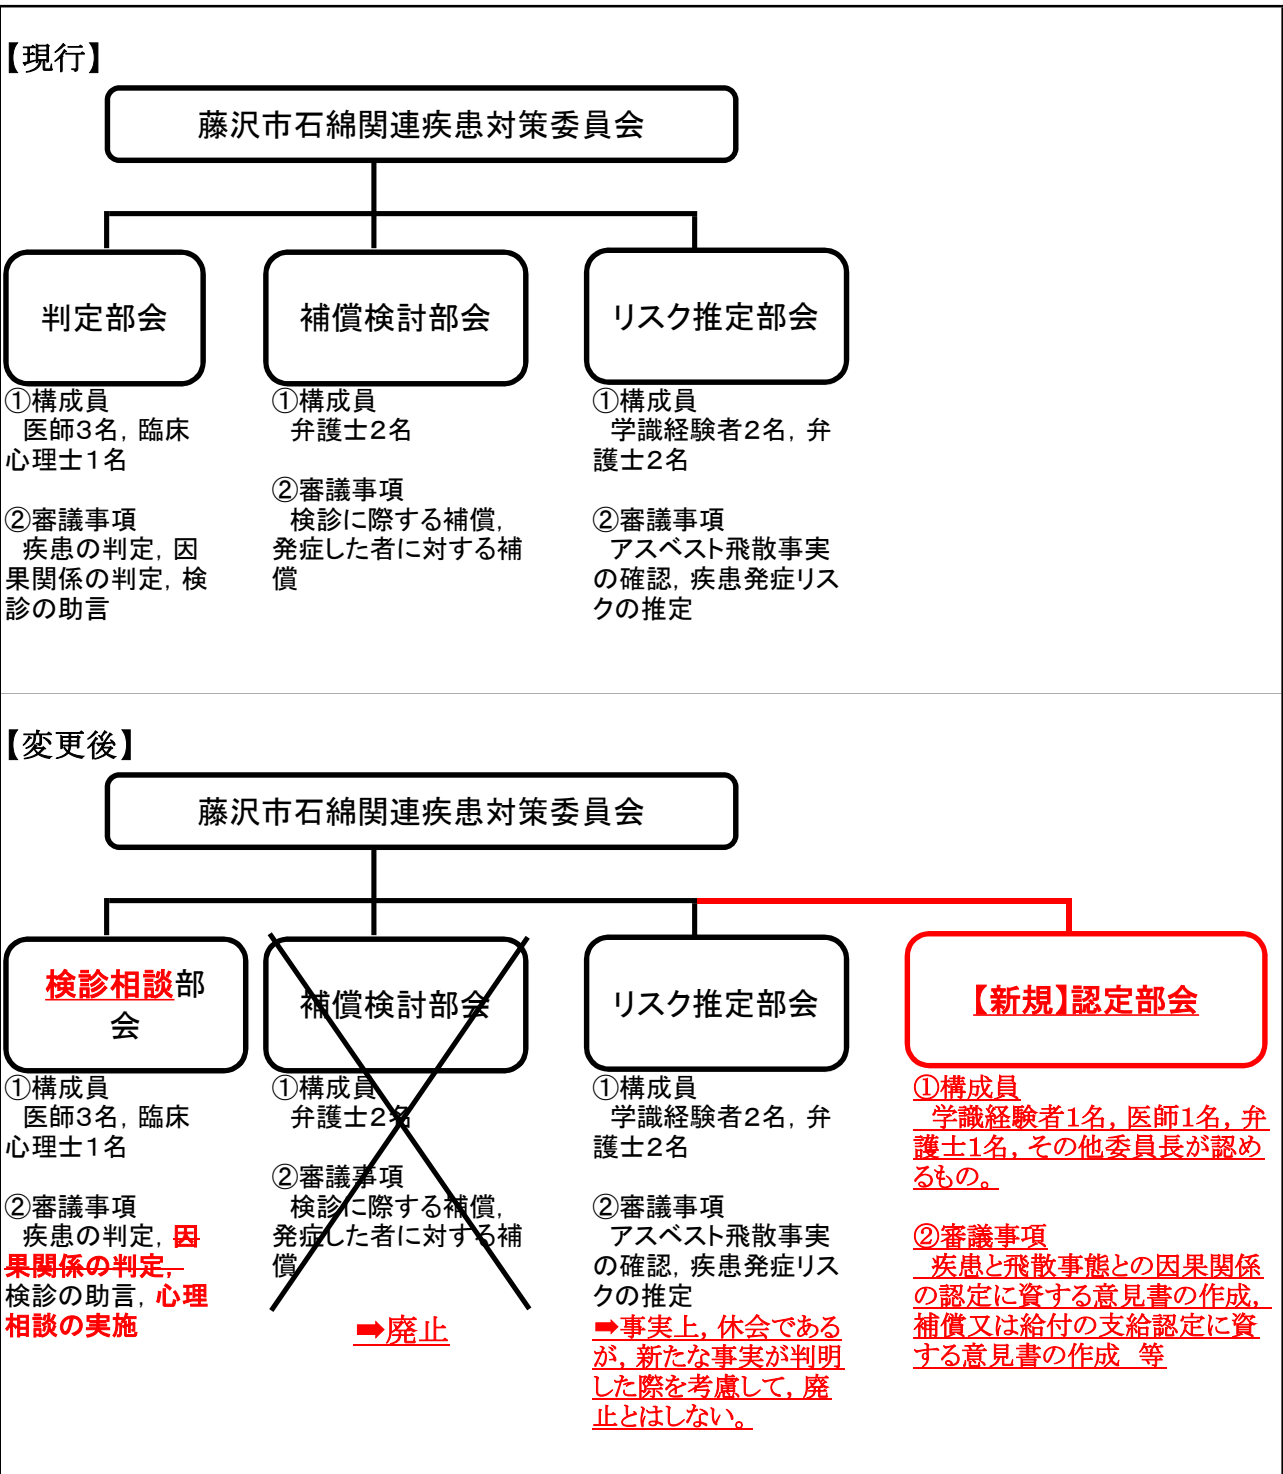 【現行】
藤沢市石綿関連疾患対策委員会
判定部会
①構成員
医師3名，臨床
心理士1名
②審議事項
疾患の判定，因
果関係の判定，検
診の助言
補償検討部会
①構成員
弁護士2名
②審議事項
検診に際する補償，
発症した者に対する補
償
リスク推定部会
①構成員
学識経験者2名，弁
護士2名
②審議事項
アスベスト飛散事実
の確認，疾患発症リス
クの推定
【変更後】
藤沢市石綿関連疾患対策委員会
検診相談部
会
①構成員
医師3名，臨床
心理士1名
②審議事項
疾患の判定，因
果関係の判定，
検診の助言，心理
相談の実施
補償検討部会
①構成員
弁護士2名
②審議事項
検診に際する補償，
発症した者に対する補
償
➡廃止
リスク推定部会
①構成員
学識経験者2名，弁
護士2名
②審議事項
アスベスト飛散事実
の確認，疾患発症リス
クの推定
➡事実上，休会である
が，新たな事実が判明
した際を考慮して，廃
止とはしない。
【新規】認定部会
①構成員
学識経験者1名，医師1名，弁
護士1名，その他委員長が認め
るもの。
②審議事項
疾患と飛散事態との因果関係
の認定に資する意見書の作成，
補償又は給付の支給認定に資
する意見書の作成　等